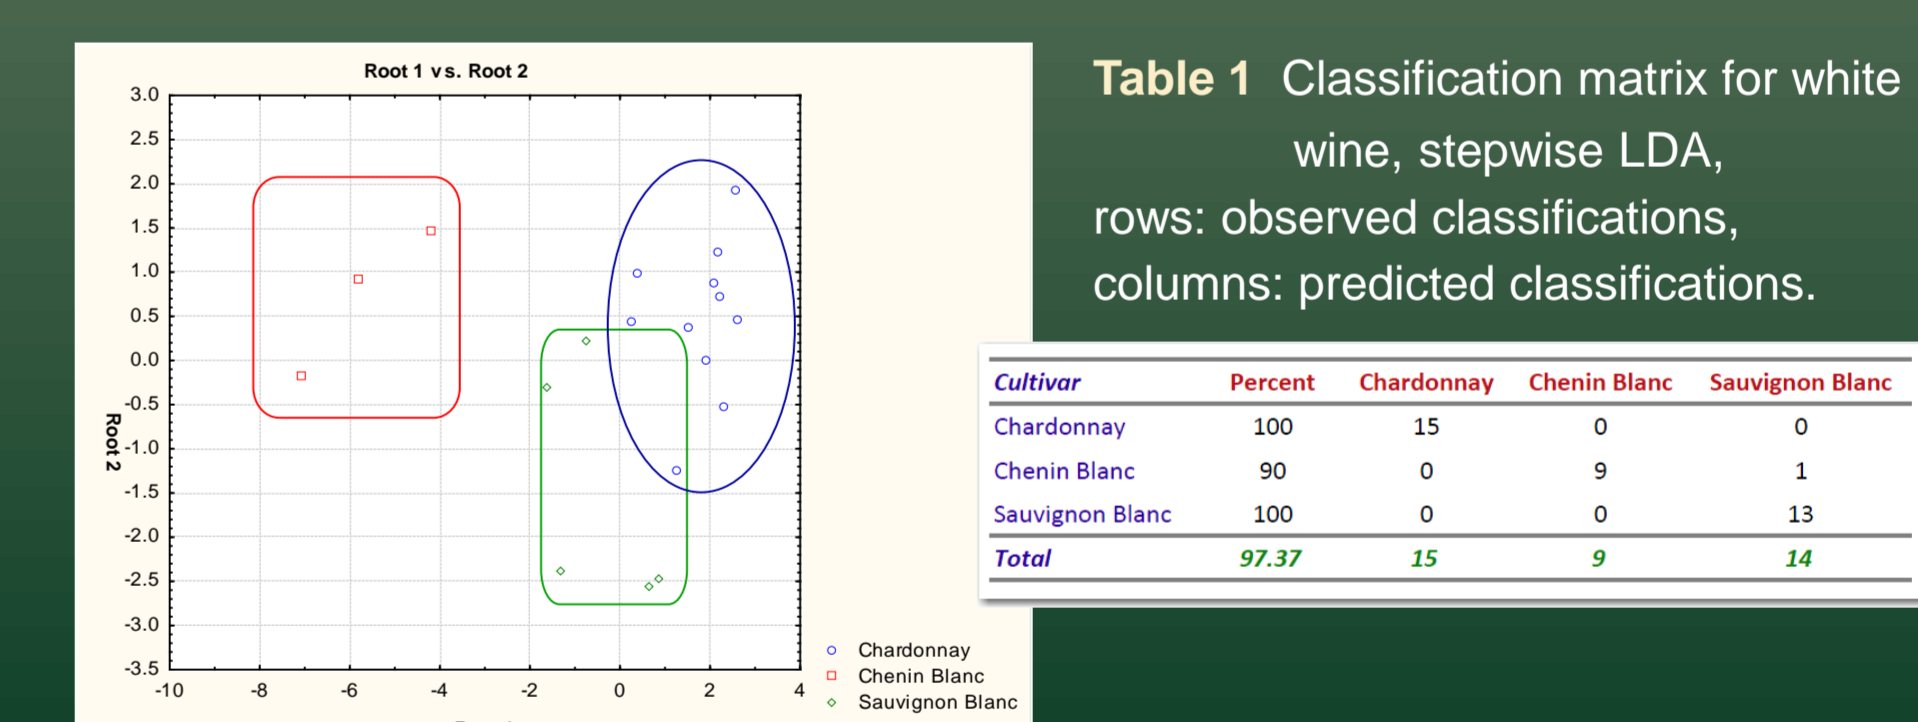 Root 1 vs. Root 2
3.0
2.5
2.0
1.5
1.0
0.5
0.0
-0.5
-1.0
-1.5
-2.0
-2.5
-3.0
-3.5
Root 2
-10 -8 -6 -4 -2 0 2 4
Chardonnay
Chenin Blanc
Sauvignon Blanc
Table 1 Classification matrix for white
wine, stepwise LDA,
rows: observed classifications,
columns: predicted classifications.
Cultivar Percent Chardonnay Chenin Blanc Sauvignon Blanc
Chardonnay 100 15 0 0
Chenin Blanc 90 0 9 1
Sauvignon Blanc 100 0 0 13
Total 97.37 15 9 14